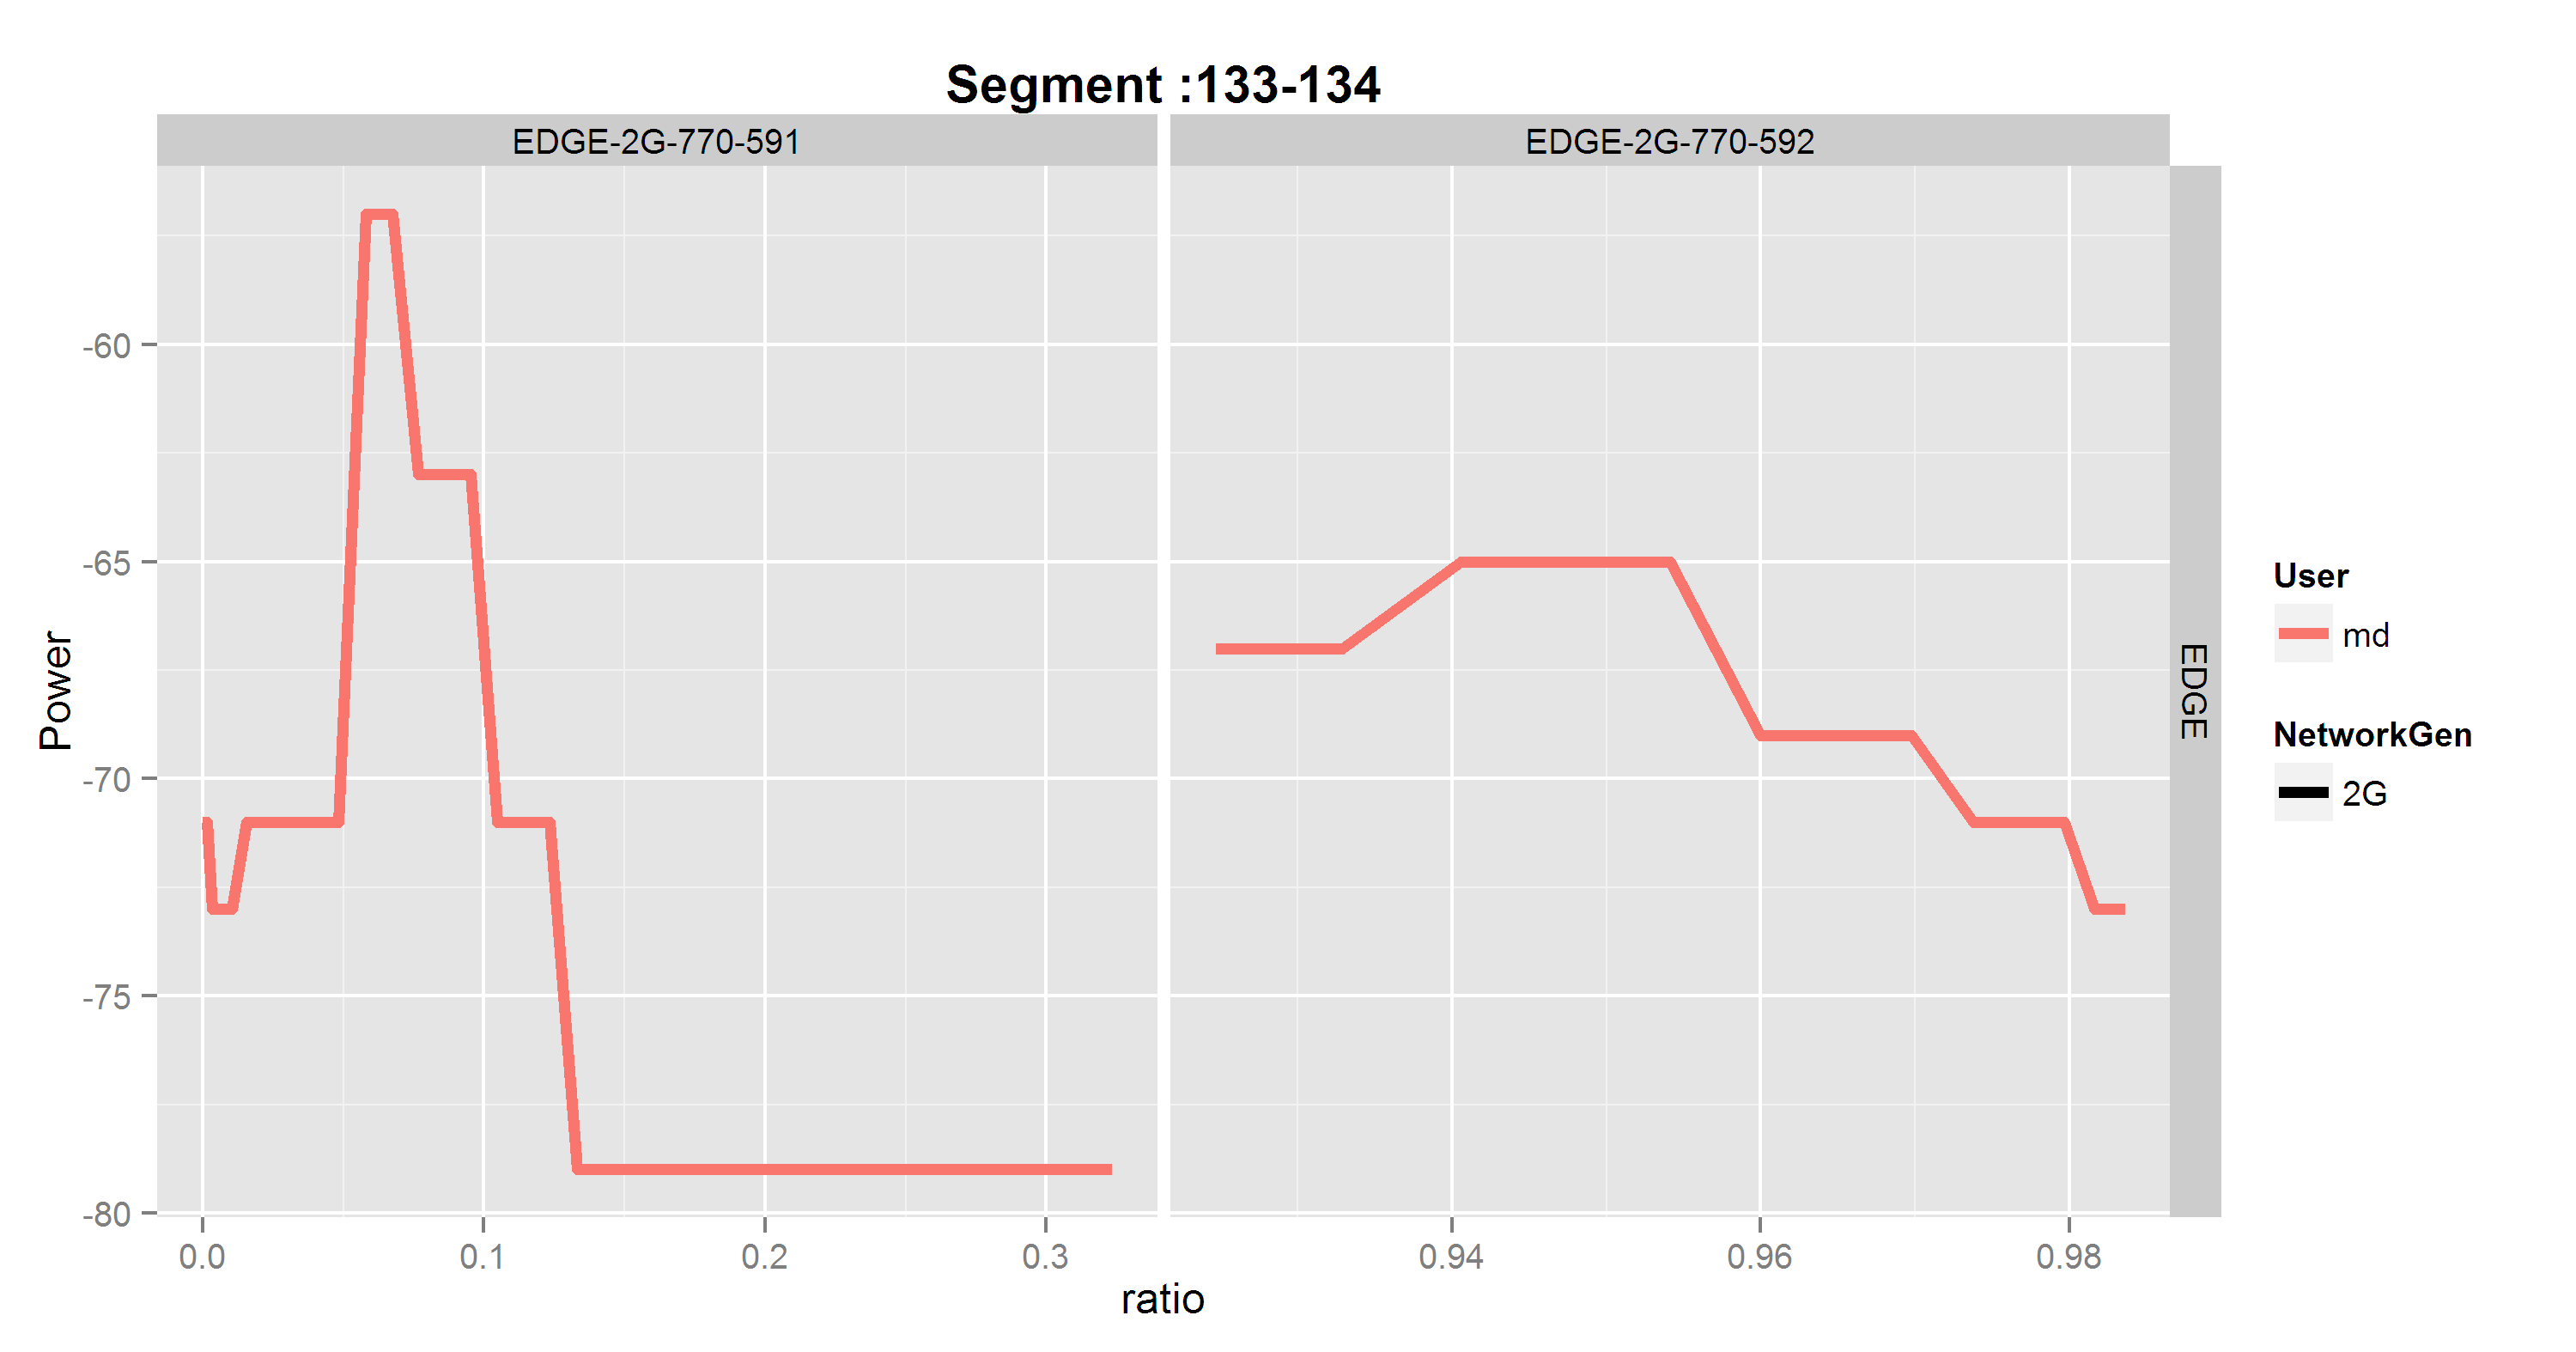 Segment :133-134
EDGE-2G-770-591
EDGE-2G-770-592
Power
-60
-65
-70
-75
-80
EDGE
0.0
0.1
0.2
0.3
0.94
0.96
0.98
ratio
User
md
NetworkGen
2G